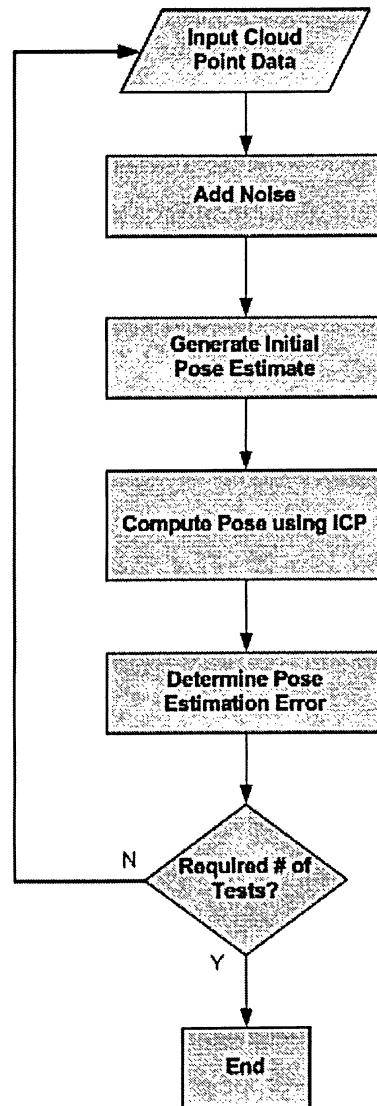 Input Cloud
Point Data
Add Noise
Generate Initial
Pose Estimate
Compute Pose using ICP
Determine Pose
Estimation Error
N
Required # of
Tests?
Y
End